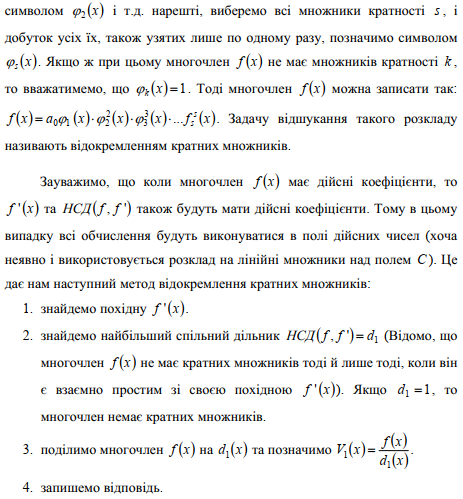 символом φ₂(x) і т.д. нарешті, виберемо всі множники кратності s, і
добуток усіх їх, також узятих лише по одному разу, позначимо символом
φₛ(x). Якщо ж при цьому многочлен f(x) не має множників кратності k,
то вважатимемо, що φₖ(x)=1. Тоді многочлен f(x) можна записати так:
f(x)=a₀φ₁(x)·φ₂²(x)·φ₃³(x)·...fₛˢ(x). Задачу відшукання такого розкладу
називають відокремленням кратних множників.
Зауважимо, що коли многочлен f(x) має дійсні коефіцієнти, то
f'(x) та НСД(f,f') також будуть мати дійсні коефіцієнти. Тому в цьому
випадку всі обчислення будуть виконуватися в полі дійсних чисел (хоча
неявно і використовується розклад на лінійні множники над полем C). Це
дає нам наступний метод відокремлення кратних множників:
1. знайдемо похідну f'(x).
2. знайдемо найбільший спільний дільник НСД(f,f')=d₁ (Відомо, що
многочлен f(x) не має кратних множників тоді й лише тоді, коли він
є взаємно простим зі своєю похідною f'(x)). Якщо d₁=1, то
многочлен немає кратних множників.
3. поділимо многочлен f(x) на d₁(x) та позначимо V₁(x)=f(x)/d₁(x).
4. запишемо відповідь.